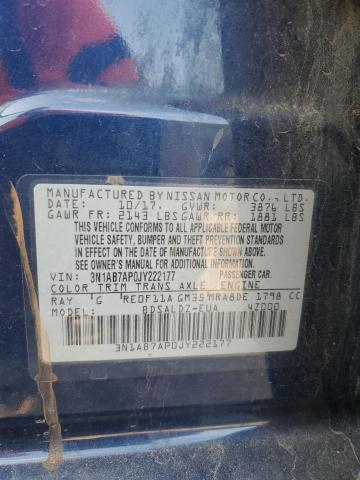 MANUFACTURED BY NISSAN MOTOR CO., LTD.
DATE: 10/17. GVWR: 3876 LBS
GAWR FR: 2143 LBS GAWR RR: 1881 LBS
THIS VEHICLE CONFORMS TO ALL
APPLICABLE FEDERAL MOTOR VEHICLE
SAFETY, BUMPER AND THEFT PREVENTION
STANDARDS IN EFFECT ON THE DATE OF
MANUFACTURE SHOWN ABOVE.
SEE OWNER'S MANUAL FOR TIRE INFORMATION.
VIN: 3N1AB7AP0JY222177 PASSENGER CAR.
COLOR TRIM TRANS AXLE ENGINE
RAY G RE0F11A GM35 MRA8DE 1798 CC
MODEL: BDSALDZ-EUA 4Z000
3N1AB7AP0JY222177